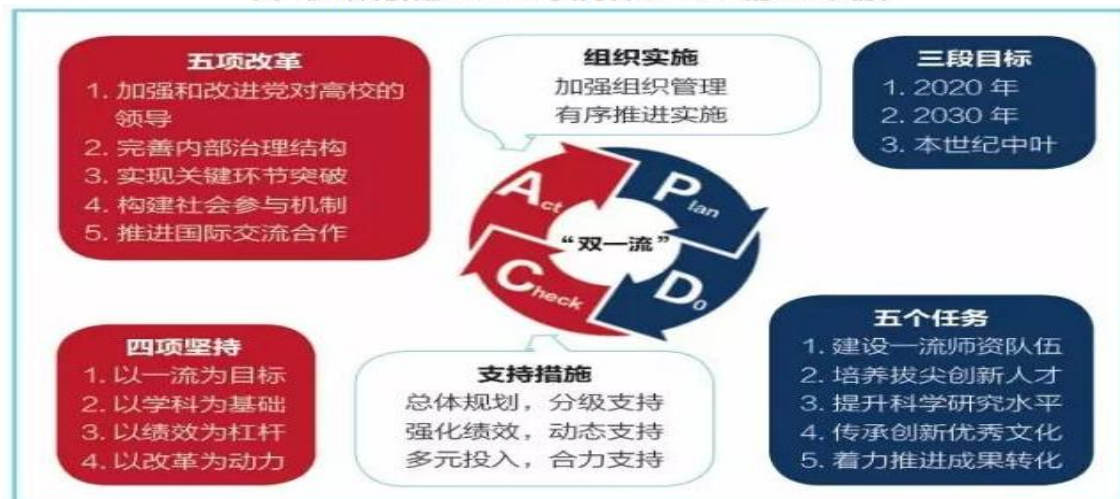 五项改革
1. 加强和改进党对高校的
领导
2. 完善内部治理结构
3. 实现关键环节突破
4. 构建社会参与机制
5. 推进国际交流合作
组织实施
加强组织管理
有序推进实施
三段目标
1. 2020 年
2. 2030 年
3. 本世纪中叶
Act
Plan
“双一流”
Check
Do
四项坚持
1. 以一流为目标
2. 以学科为基础
3. 以绩效为杠杆
4. 以改革为动力
支持措施
总体规划，分级支持
强化绩效，动态支持
多元投入，合力支持
五个任务
1. 建设一流师资队伍
2. 培养拔尖创新人才
3. 提升科学研究水平
4. 传承创新优秀文化
5. 着力推进成果转化